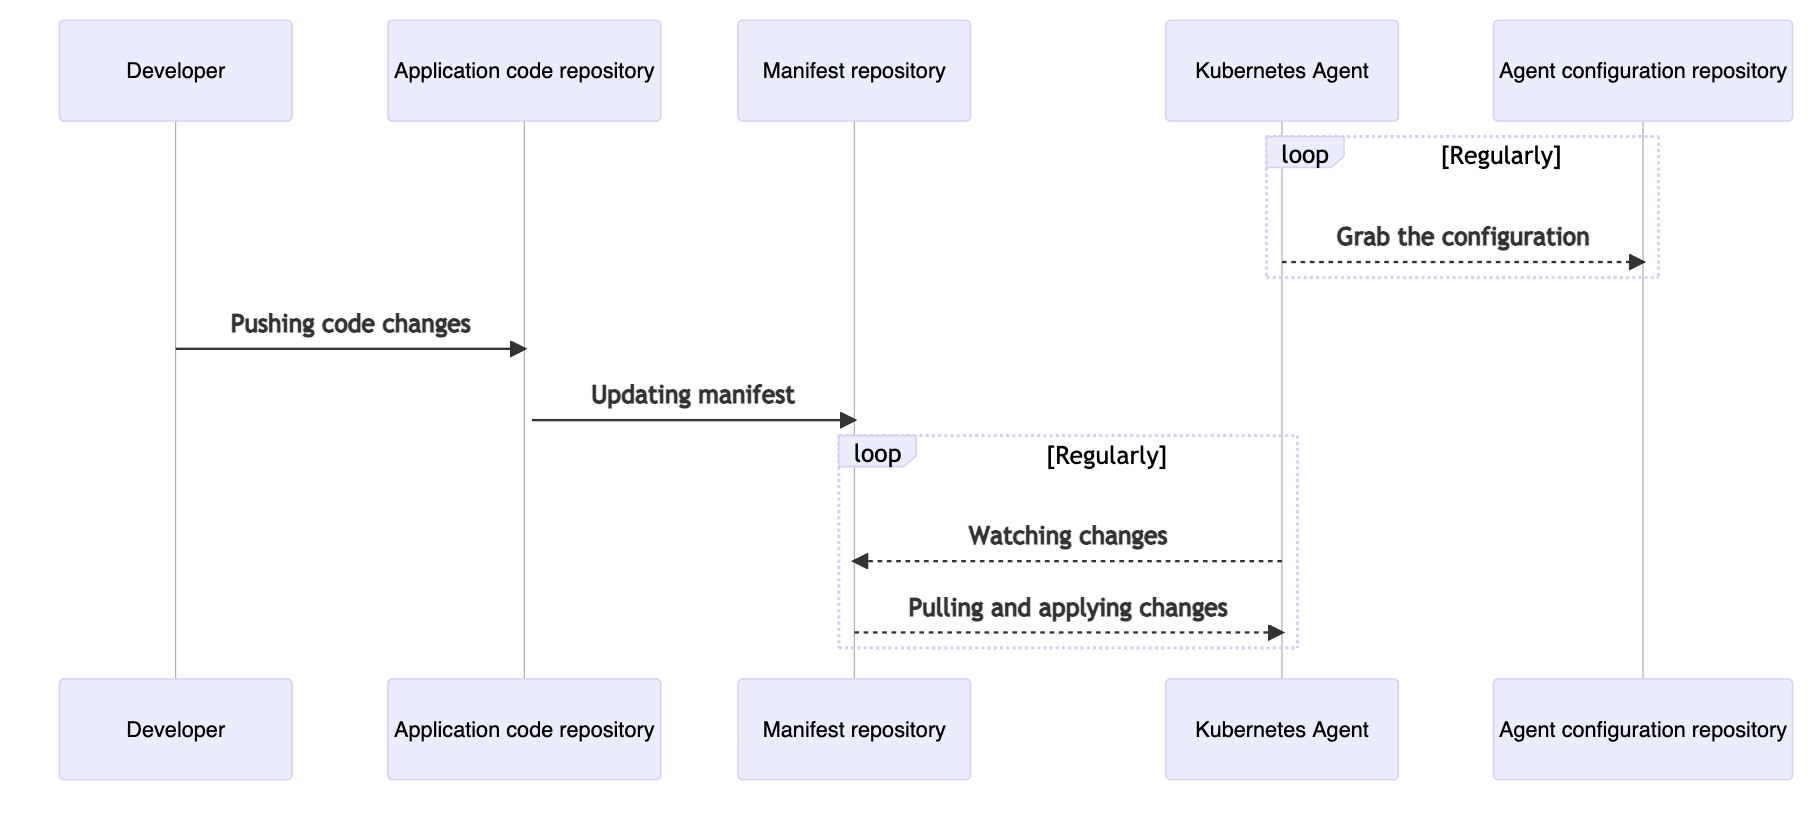 Developer
Application code repository
Manifest repository
Kubernetes Agent
Agent configuration repository
loop
[Regularly]
Grab the configuration
Pushing code changes
Updating manifest
loop
[Regularly]
Watching changes
Pulling and applying changes
Developer
Application code repository
Manifest repository
Kubernetes Agent
Agent configuration repository